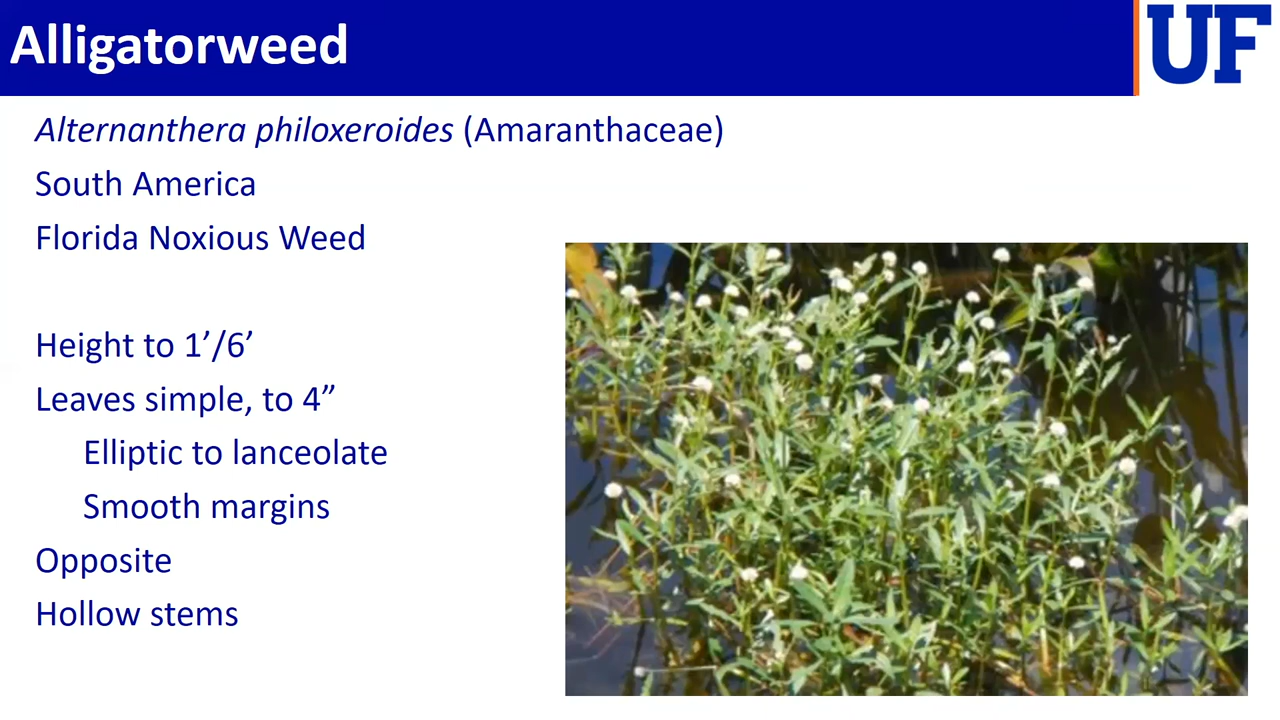 Alligatorweed
UF
Alternanthera philoxeroides (Amaranthaceae)
South America
Florida Noxious Weed
Height to 1’/6’
Leaves simple, to 4”
Elliptic to lanceolate
Smooth margins
Opposite
Hollow stems